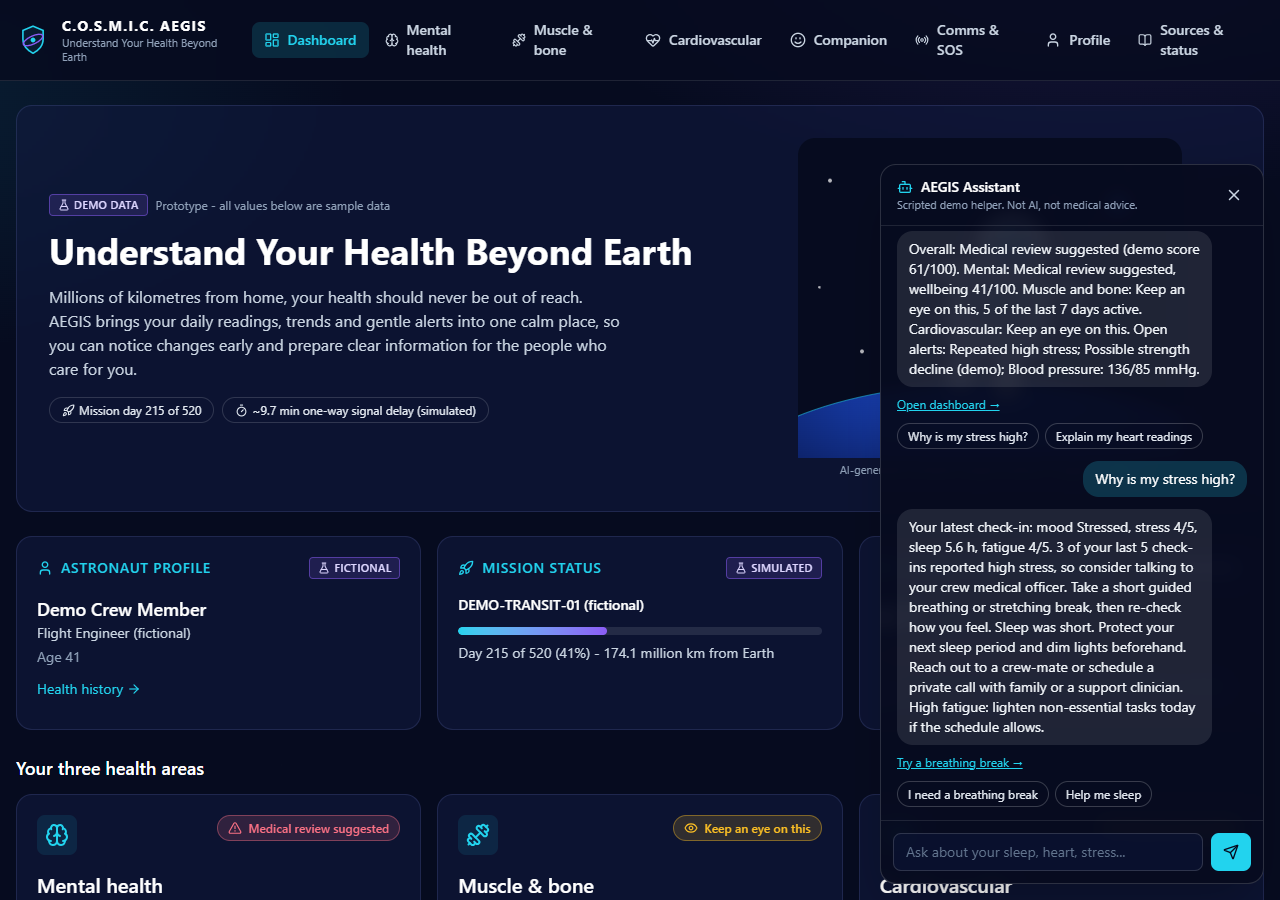 C.O.S.M.I.C. AEGIS
Understand Your Health Beyond
Earth
Dashboard
Mental
health
Muscle &
bone
Cardiovascular
Companion
Comms &
SOS
Profile
Sources &
status
DEMO DATA
Prototype - all values below are sample data
Understand Your Health Beyond Earth
Millions of kilometres from home, your health should never be out of reach.
AEGIS brings your daily readings, trends and gentle alerts into one calm place, so
you can notice changes early and prepare clear information for the people who
care for you.
Mission day 215 of 520
~9.7 min one-way signal delay (simulated)
ASTRONAUT PROFILE
FICTIONAL
Demo Crew Member
Flight Engineer (fictional)
Age 41
Health history →
MISSION STATUS
SIMULATED
DEMO-TRANSIT-01 (fictional)
Day 215 of 520 (41%) - 174.1 million km from Earth
Your three health areas
Medical review suggested
Mental health
Keep an eye on this
Muscle & bone
Cardiovascular
AEGIS Assistant
Scripted demo helper. Not AI, not medical advice.
Overall: Medical review suggested (demo score
61/100). Mental: Medical review suggested,
wellbeing 41/100. Muscle and bone: Keep an
eye on this, 5 of the last 7 days active.
Cardiovascular: Keep an eye on this. Open
alerts: Repeated high stress; Possible strength
decline (demo); Blood pressure: 136/85 mmHg.
Open dashboard →
Why is my stress high?
Explain my heart readings
Why is my stress high?
Your latest check-in: mood Stressed, stress 4/5,
sleep 5.6 h, fatigue 4/5. 3 of your last 5 check-
ins reported high stress, so consider talking to
your crew medical officer. Take a short guided
breathing or stretching break, then re-check
how you feel. Sleep was short. Protect your
next sleep period and dim lights beforehand.
Reach out to a crew-mate or schedule a
private call with family or a support clinician.
High fatigue: lighten non-essential tasks today
if the schedule allows.
Try a breathing break →
I need a breathing break
Help me sleep
Ask about your sleep, heart, stress...